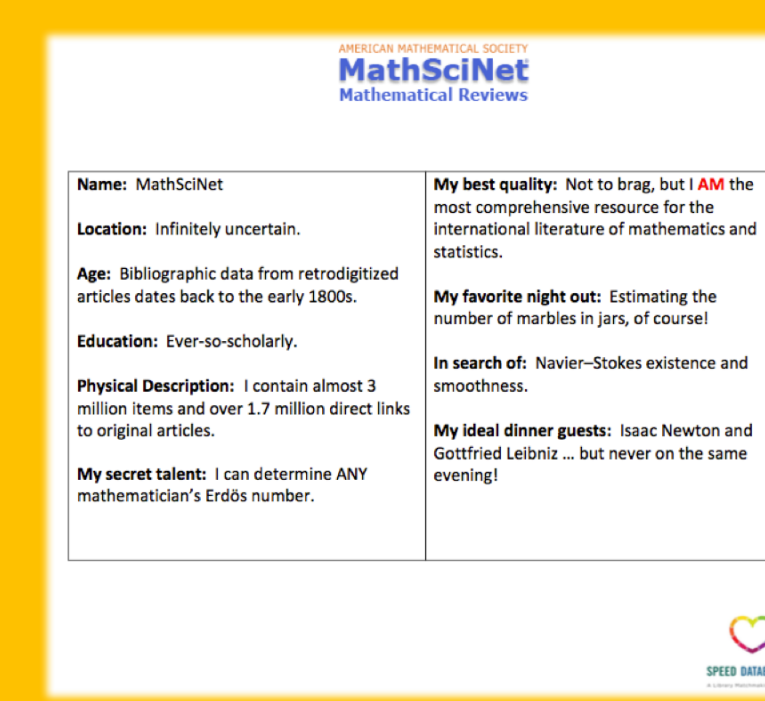 AMERICAN MATHEMATICAL SOCIETY
MathSciNet
Mathematical Reviews
Name: MathSciNet
Location: Infinitely uncertain.
Age: Bibliographic data from retrodigitized
articles dates back to the early 1800s.
Education: Ever-so-scholarly.
Physical Description: I contain almost 3
million items and over 1.7 million direct links
to original articles.
My secret talent: I can determine ANY
mathematician's Erdös number.
My best quality: Not to brag, but I AM the
most comprehensive resource for the
international literature of mathematics and
statistics.
My favorite night out: Estimating the
number of marbles in jars, of course!
In search of: Navier–Stokes existence and
smoothness.
My ideal dinner guests: Isaac Newton and
Gottfried Leibniz ... but never on the same
evening!
SPEED
A Library